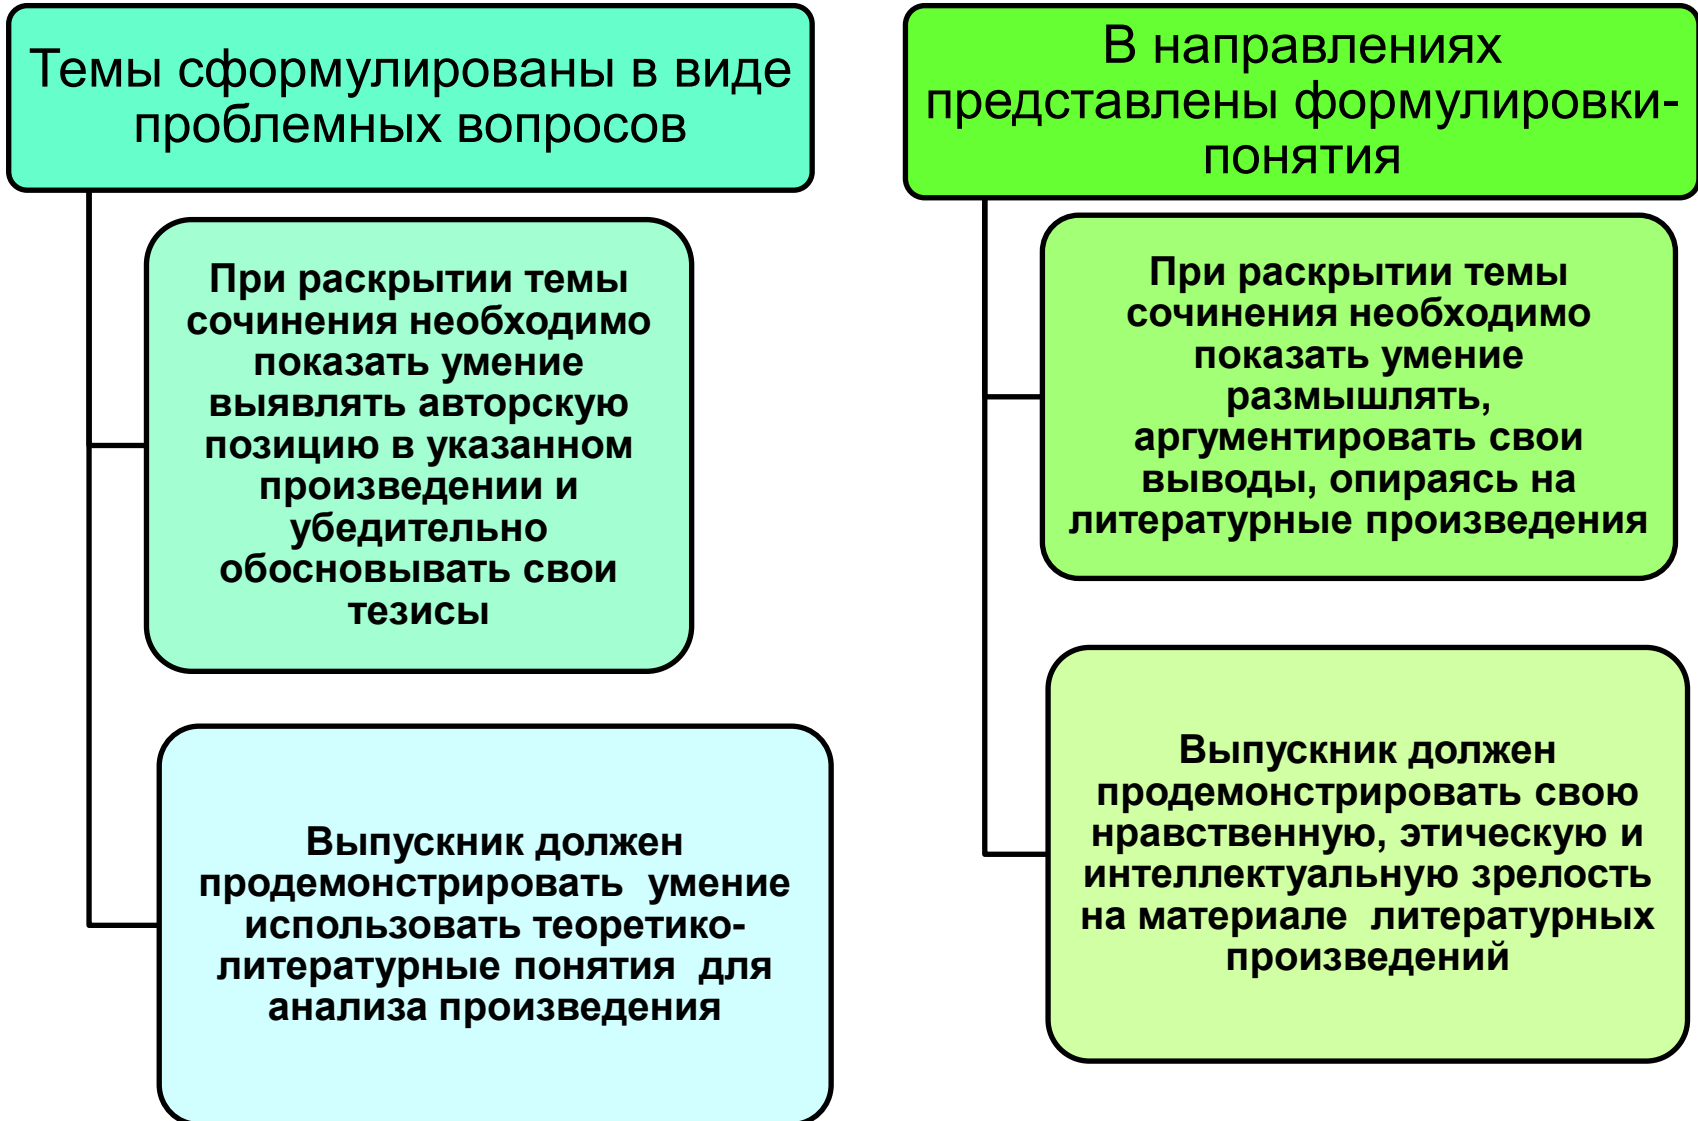 Темы сформулированы в виде
проблемных вопросов
При раскрытии темы
сочинения необходимо
показать умение
выявлять авторскую
позицию в указанном
произведении и
убедительно
обосновывать свои
тезисы
Выпускник должен
продемонстрировать умение
использовать теоретико-
литературные понятия для
анализа произведения
В направлениях
представлены формулировки-
понятия
При раскрытии темы
сочинения необходимо
показать умение
размышлять,
аргументировать свои
выводы, опираясь на
литературные произведения
Выпускник должен
продемонстрировать свою
нравственную, этическую и
интеллектуальную зрелость
на материале литературных
произведений